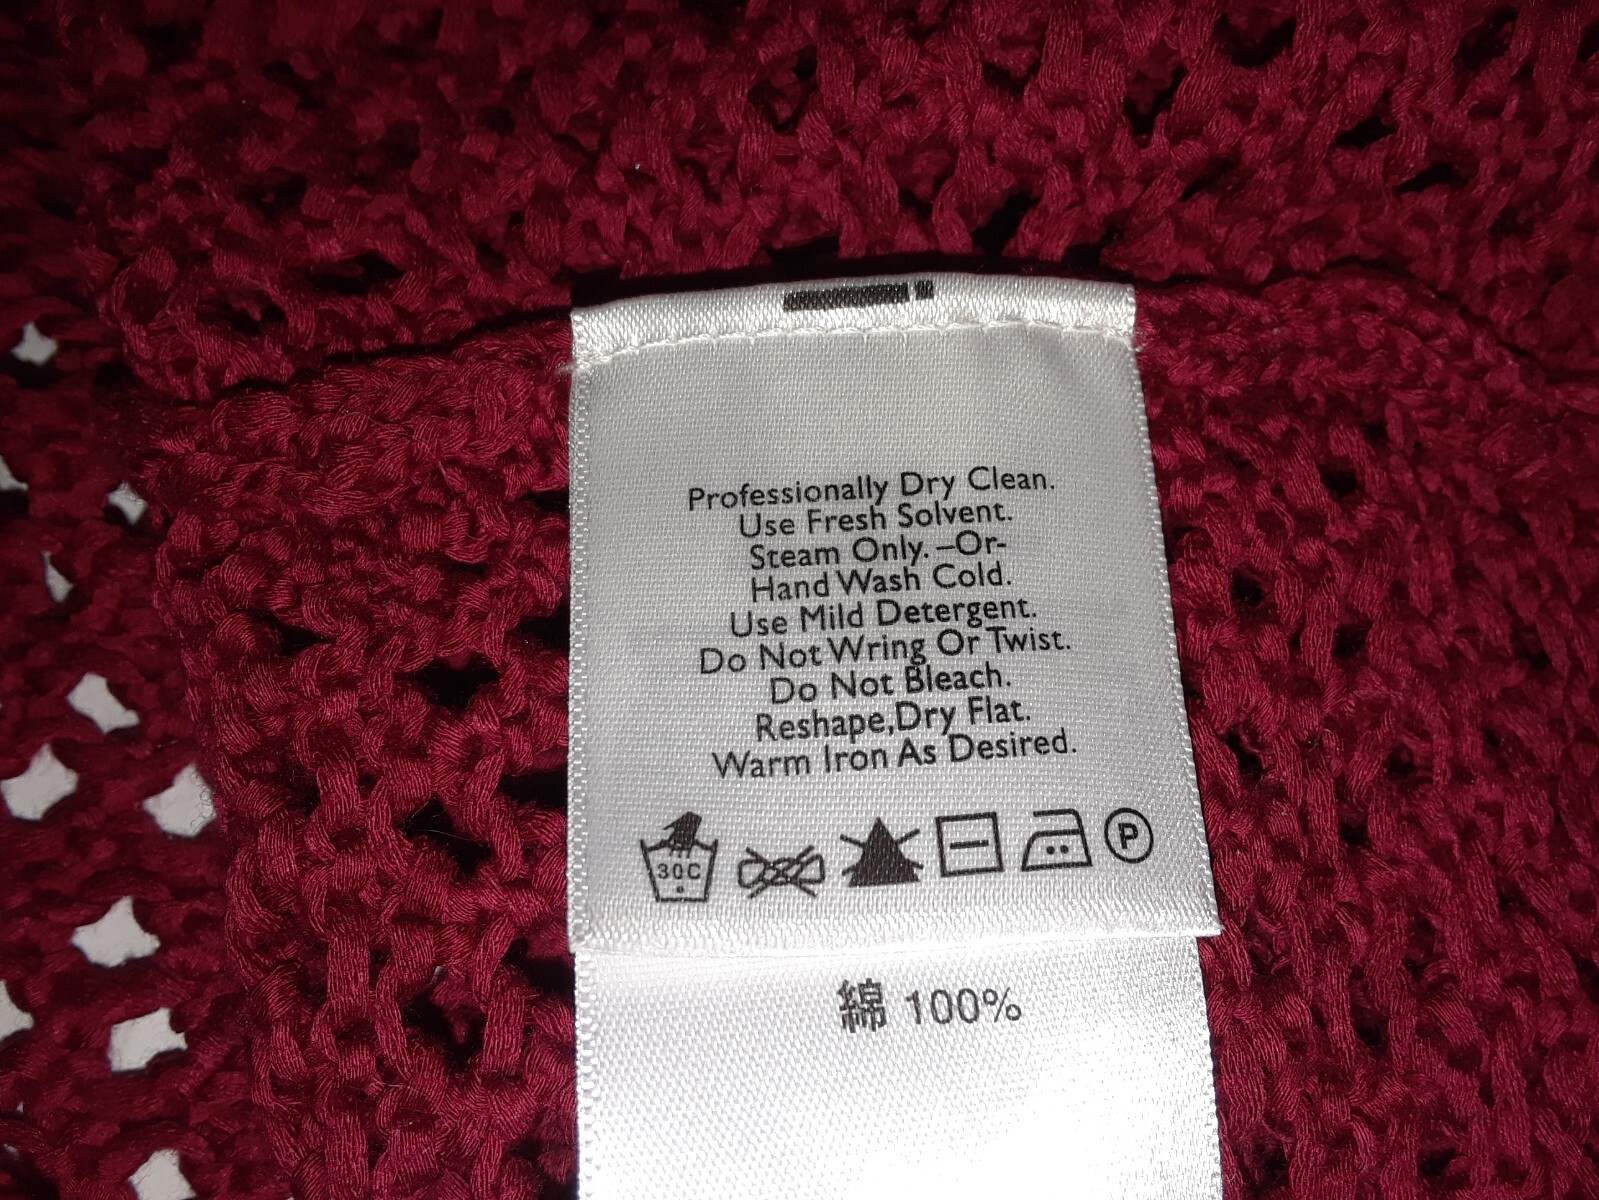 Professionally Dry Clean.
Use Fresh Solvent.
Steam Only. –Or-
Hand Wash Cold.
Use Mild Detergent.
Do Not Wring Or Twist.
Do Not Bleach.
Reshape,Dry Flat.
Warm Iron As Desired.
30C
P
綿 100%